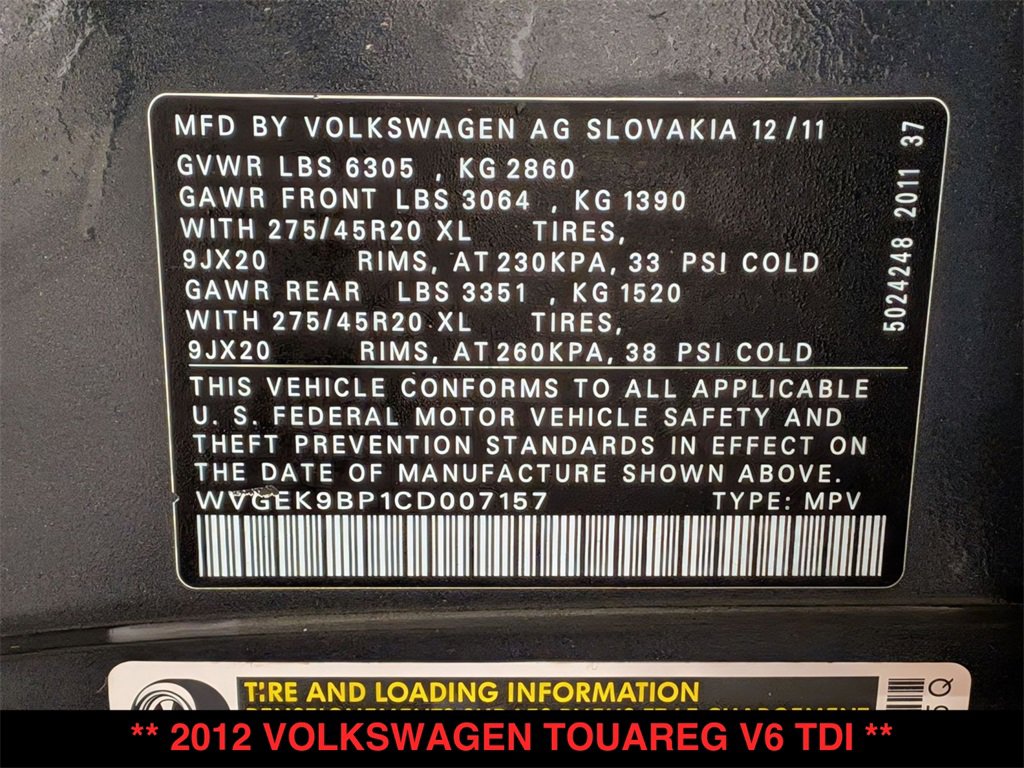 MFD BY VOLKSWAGEN AG SLOVAKIA 12/11
GVWR LBS 6305 , KG 2860
GAWR FRONT LBS 3064 , KG 1390
WITH 275/45R20 XL TIRES,
9JX20 RIMS, AT 230KPA, 33 PSI COLD
GAWR REAR LBS 3351 , KG 1520
WITH 275/45R20 XL TIRES,
9JX20 RIMS, AT 260KPA, 38 PSI COLD
5024248 2011 37
THIS VEHICLE CONFORMS TO ALL APPLICABLE
U. S. FEDERAL MOTOR VEHICLE SAFETY AND
THEFT PREVENTION STANDARDS IN EFFECT ON
THE DATE OF MANUFACTURE SHOWN ABOVE.
WVGEK9BP1CD007157 TYPE: MPV
TIRE AND LOADING INFORMATION
** 2012 VOLKSWAGEN TOUAREG V6 TDI **